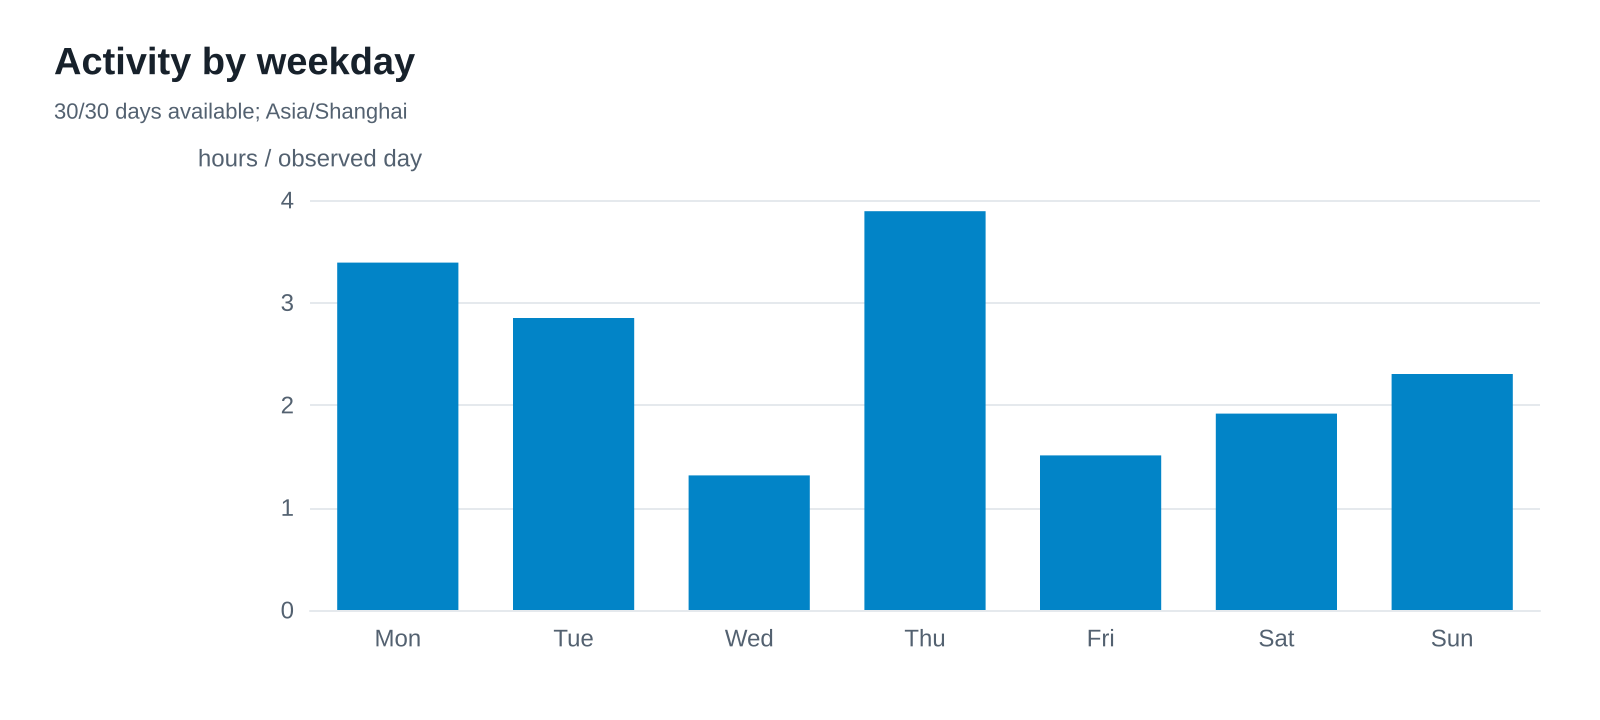 Activity by weekday
30/30 days available; Asia/Shanghai
hours / observed day
4
3
2
1
0
Mon Tue Wed Thu Fri Sat Sun